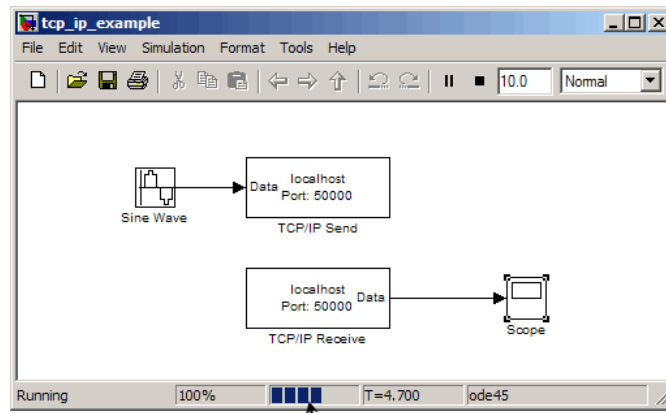 tcp_ip_example
File Edit View Simulation Format Tools Help
10.0 Normal
Data localhost
Port: 50000
Sine Wave
TCP/IP Send
localhost Data
Port: 50000
Scope
TCP/IP Receive
Running 100% T=4.700 ode45